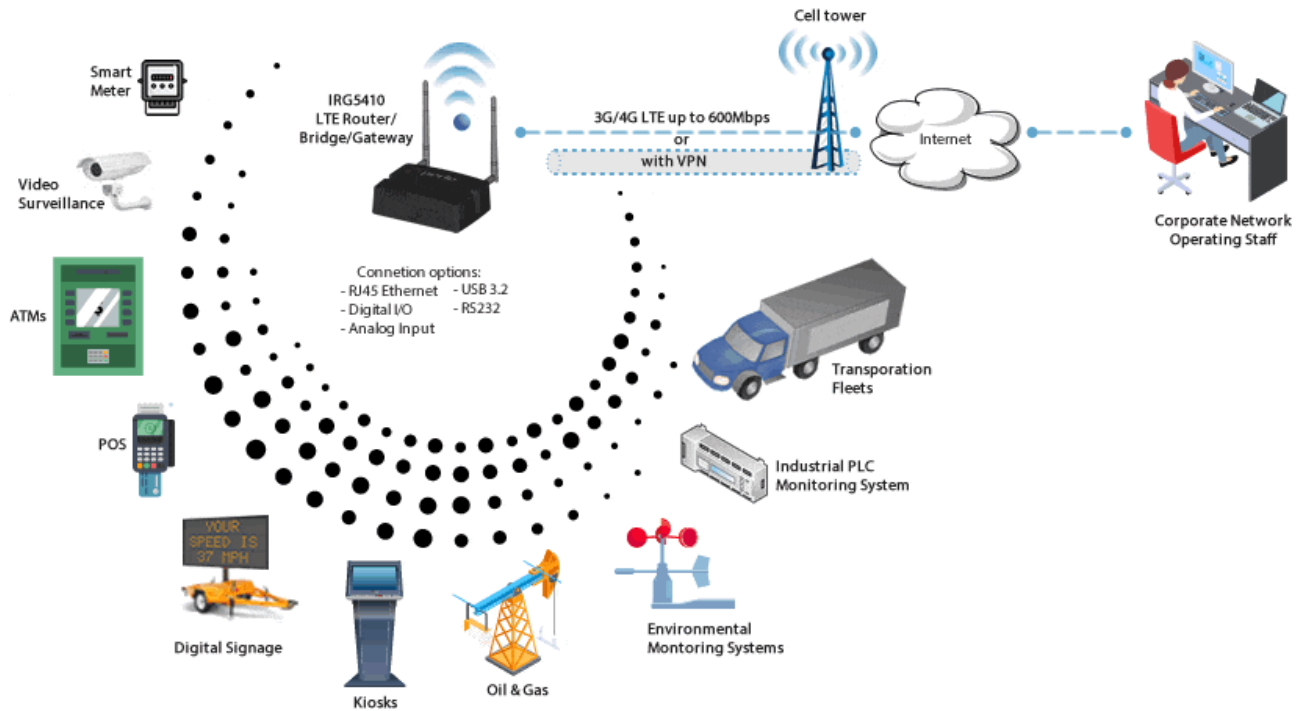 Cell tower
Smart
Meter
IRG5410
LTE Router/
Bridge/Gateway
3G/4G LTE up to 600Mbps
or
with VPN
Internet
Video
Surveillance
Corporate Network
Operating Staff
Connetion options:
- RJ45 Ethernet - USB 3.2
- Digital I/O - RS232
- Analog Input
ATMs
Transporation
Fleets
POS
Industrial PLC
Monitoring System
YOUR
SPEED IS
37 MPH
Digital Signage
Kiosks
Oil & Gas
Environmental
Montoring Systems